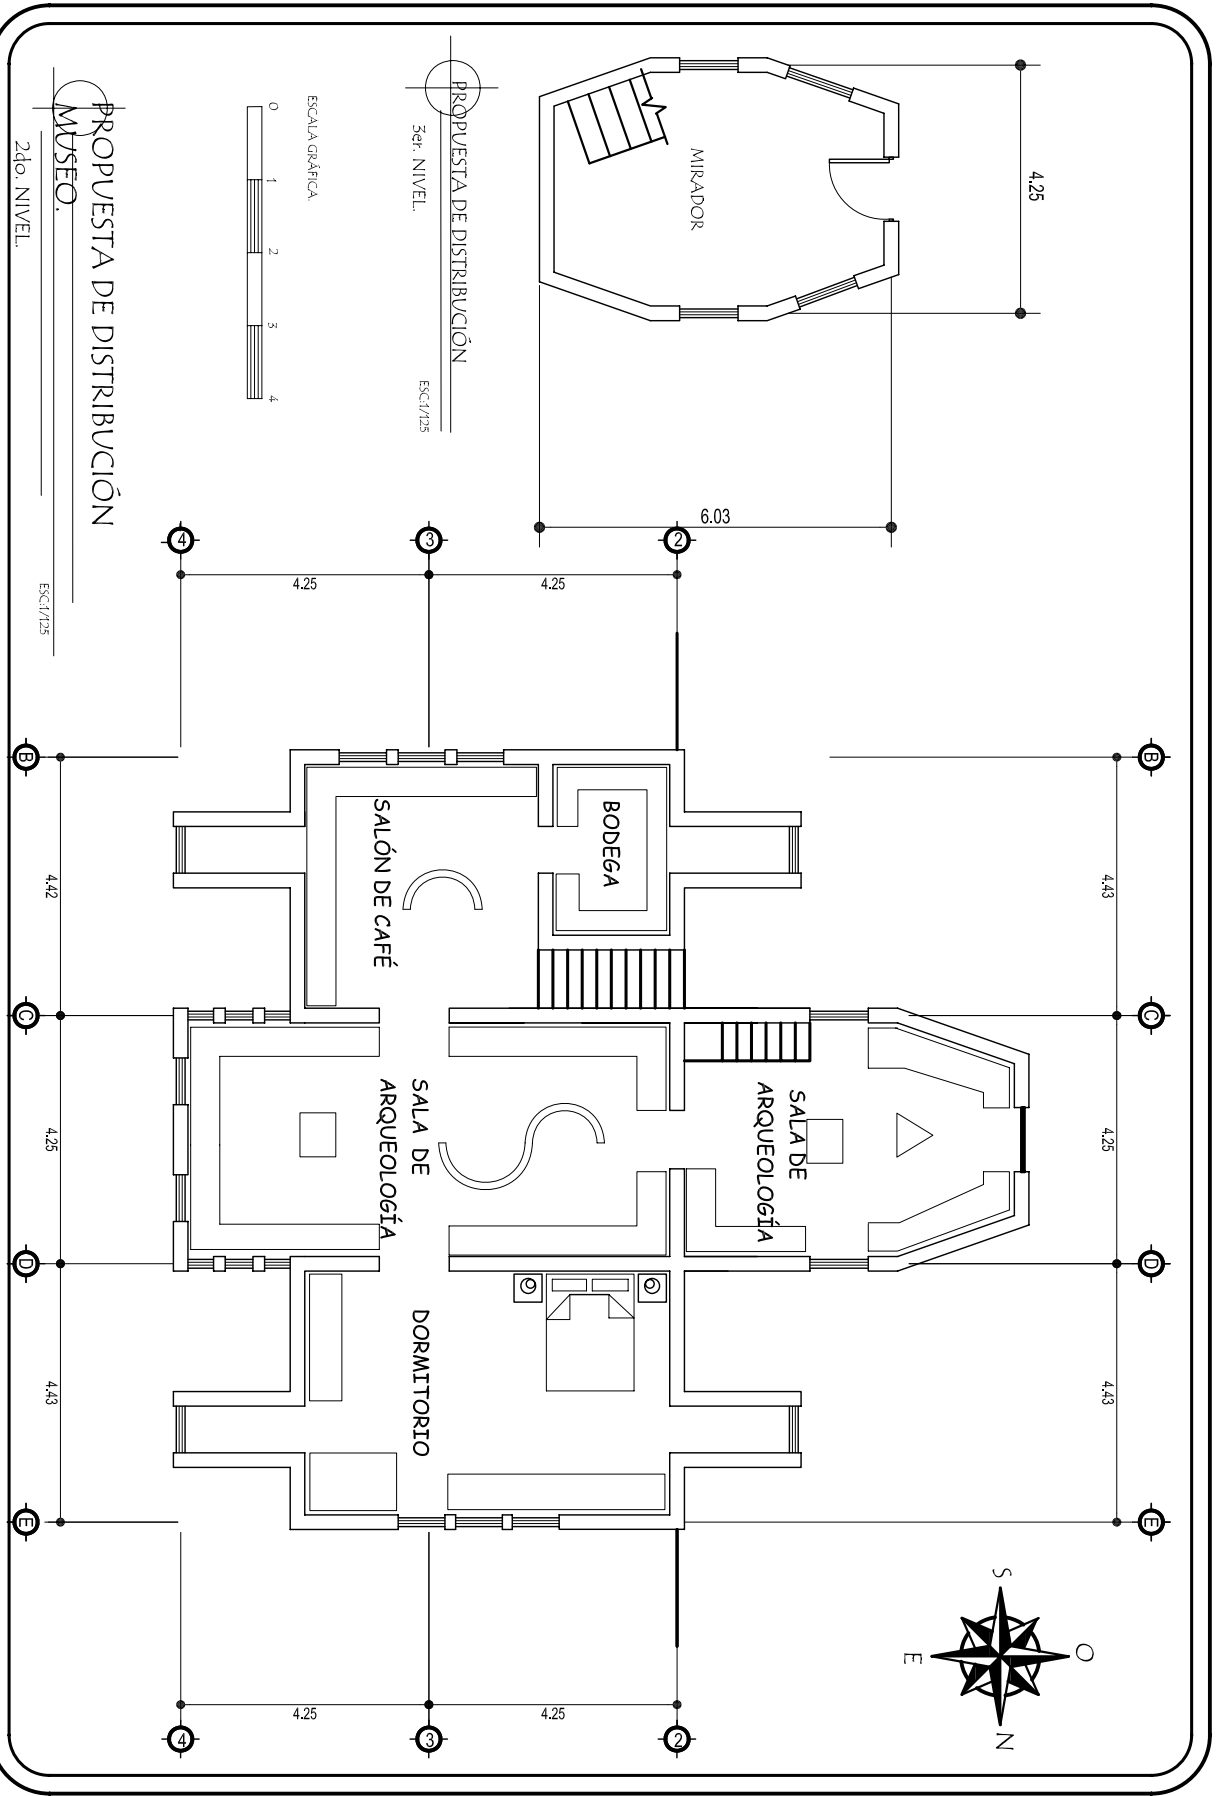 4.25
MIRADOR
6.03
PROPUESTA DE DISTRIBUCIÓN
3er. NIVEL.
ESC:1/125
ESCALA GRÁFICA.
0 1 2 3 4
PROPUESTA DE DISTRIBUCIÓN
MUSEO.
2do. NIVEL.
ESC:1/125
B C D E
4.43 4.25 4.43
2
3
4
4.25
4.25
BODEGA
SALÓN DE CAFÉ
SALA DE
ARQUEOLOGÍA
SALA DE
ARQUEOLOGÍA
DORMITORIO
2
3
4
4.25
4.25
4.42 4.25 4.43
B C D E
O
S
N
E